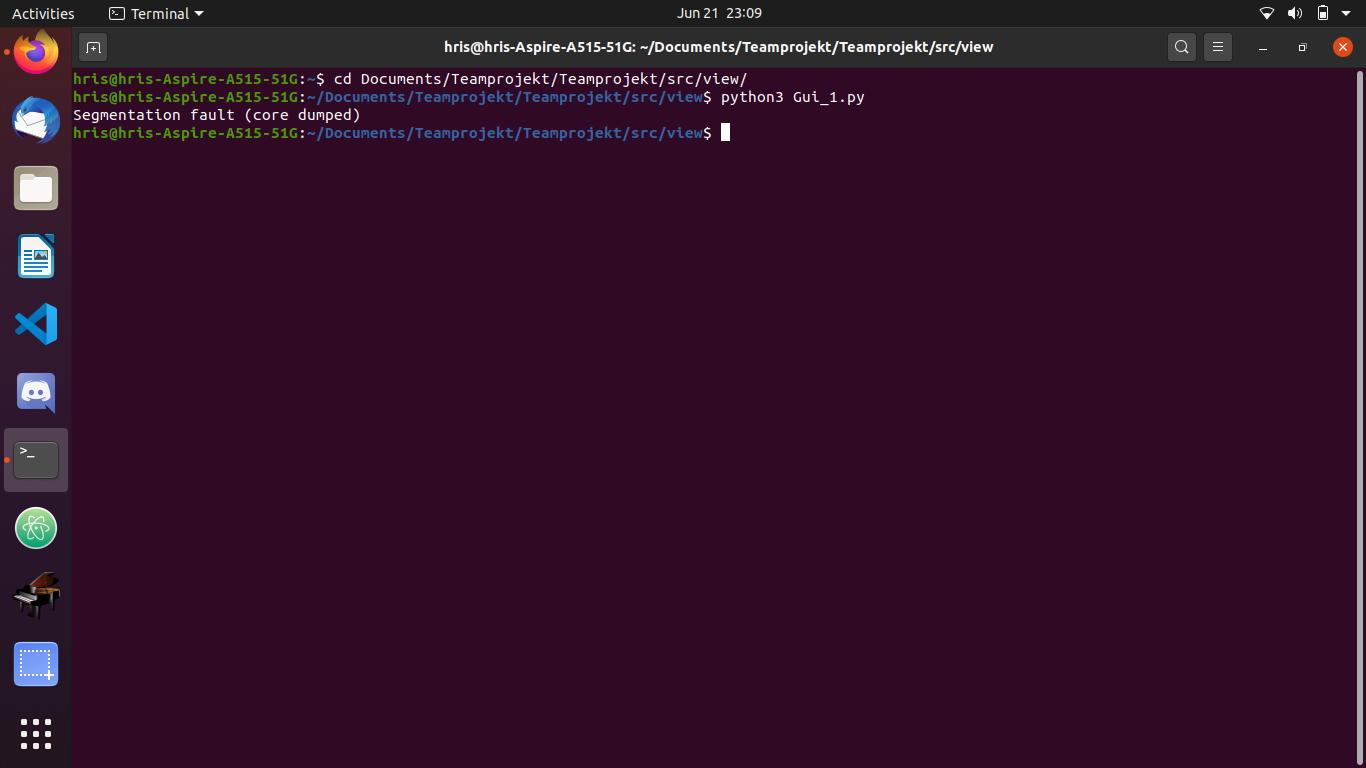 Activities Terminal Jun 21 23:09
hris@hris-Aspire-A515-51G: ~/Documents/Teamprojekt/Teamprojekt/src/view
hris@hris-Aspire-A515-51G:~$ cd Documents/Teamprojekt/Teamprojekt/src/view/
hris@hris-Aspire-A515-51G:~/Documents/Teamprojekt/Teamprojekt/src/view$ python3 Gui_1.py
Segmentation fault (core dumped)
hris@hris-Aspire-A515-51G:~/Documents/Teamprojekt/Teamprojekt/src/view$